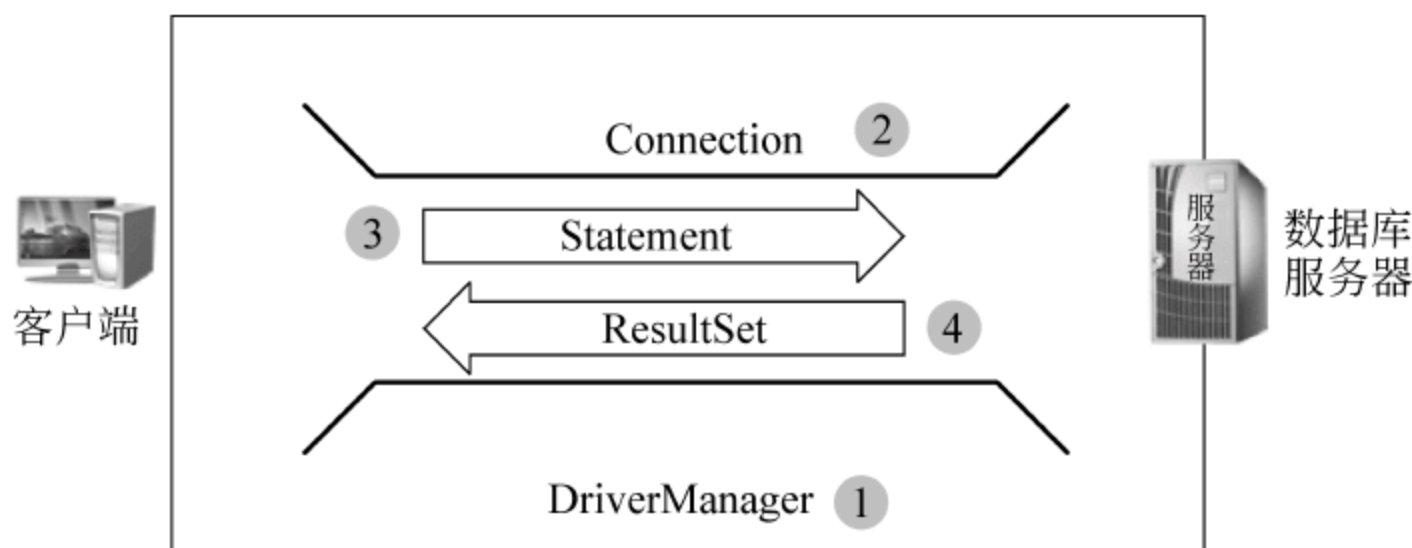 Connection 2
3 Statement
服务器
数据库
服务器
客户端
ResultSet 4
DriverManager 1